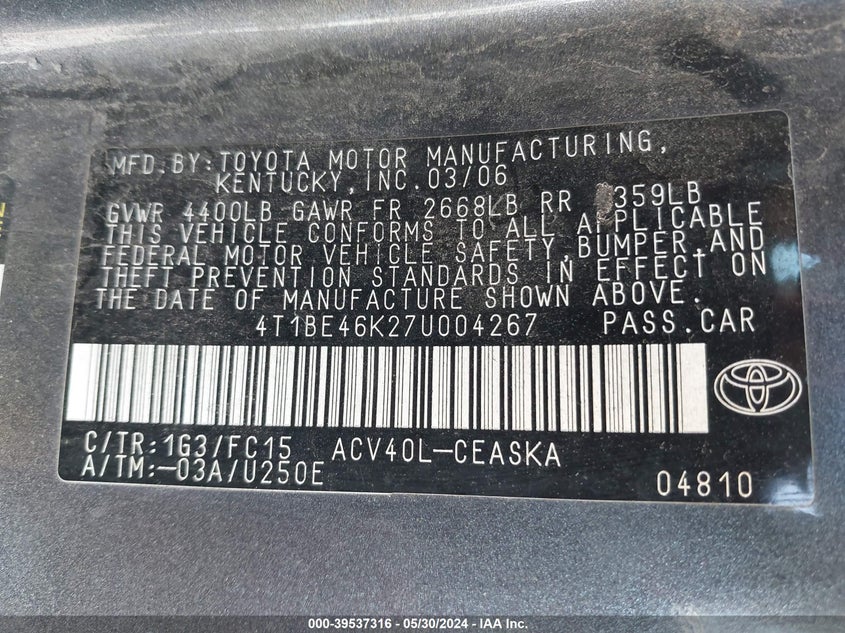 MFD.BY:TOYOTA MOTOR MANUFACTURING,
KENTUCKY,INC.03/06
GVWR 4400LB GAWR FR 2668LB RR 359LB
THIS VEHICLE CONFORMS TO ALL APPLICABLE
FEDERAL MOTOR VEHICLE SAFETY,BUMPER,AND
THEFT PREVENTION STANDARDS IN EFFECT ON
THE DATE OF MANUFACTURE SHOWN ABOVE.
4T1BE46K27U004267 PASS.CAR
C/TR:1G3/FC15 ACV40L-CEASKA
A/TM:-03A/U250E
04810
000-39537316 - 05/30/2024 - IAA Inc.